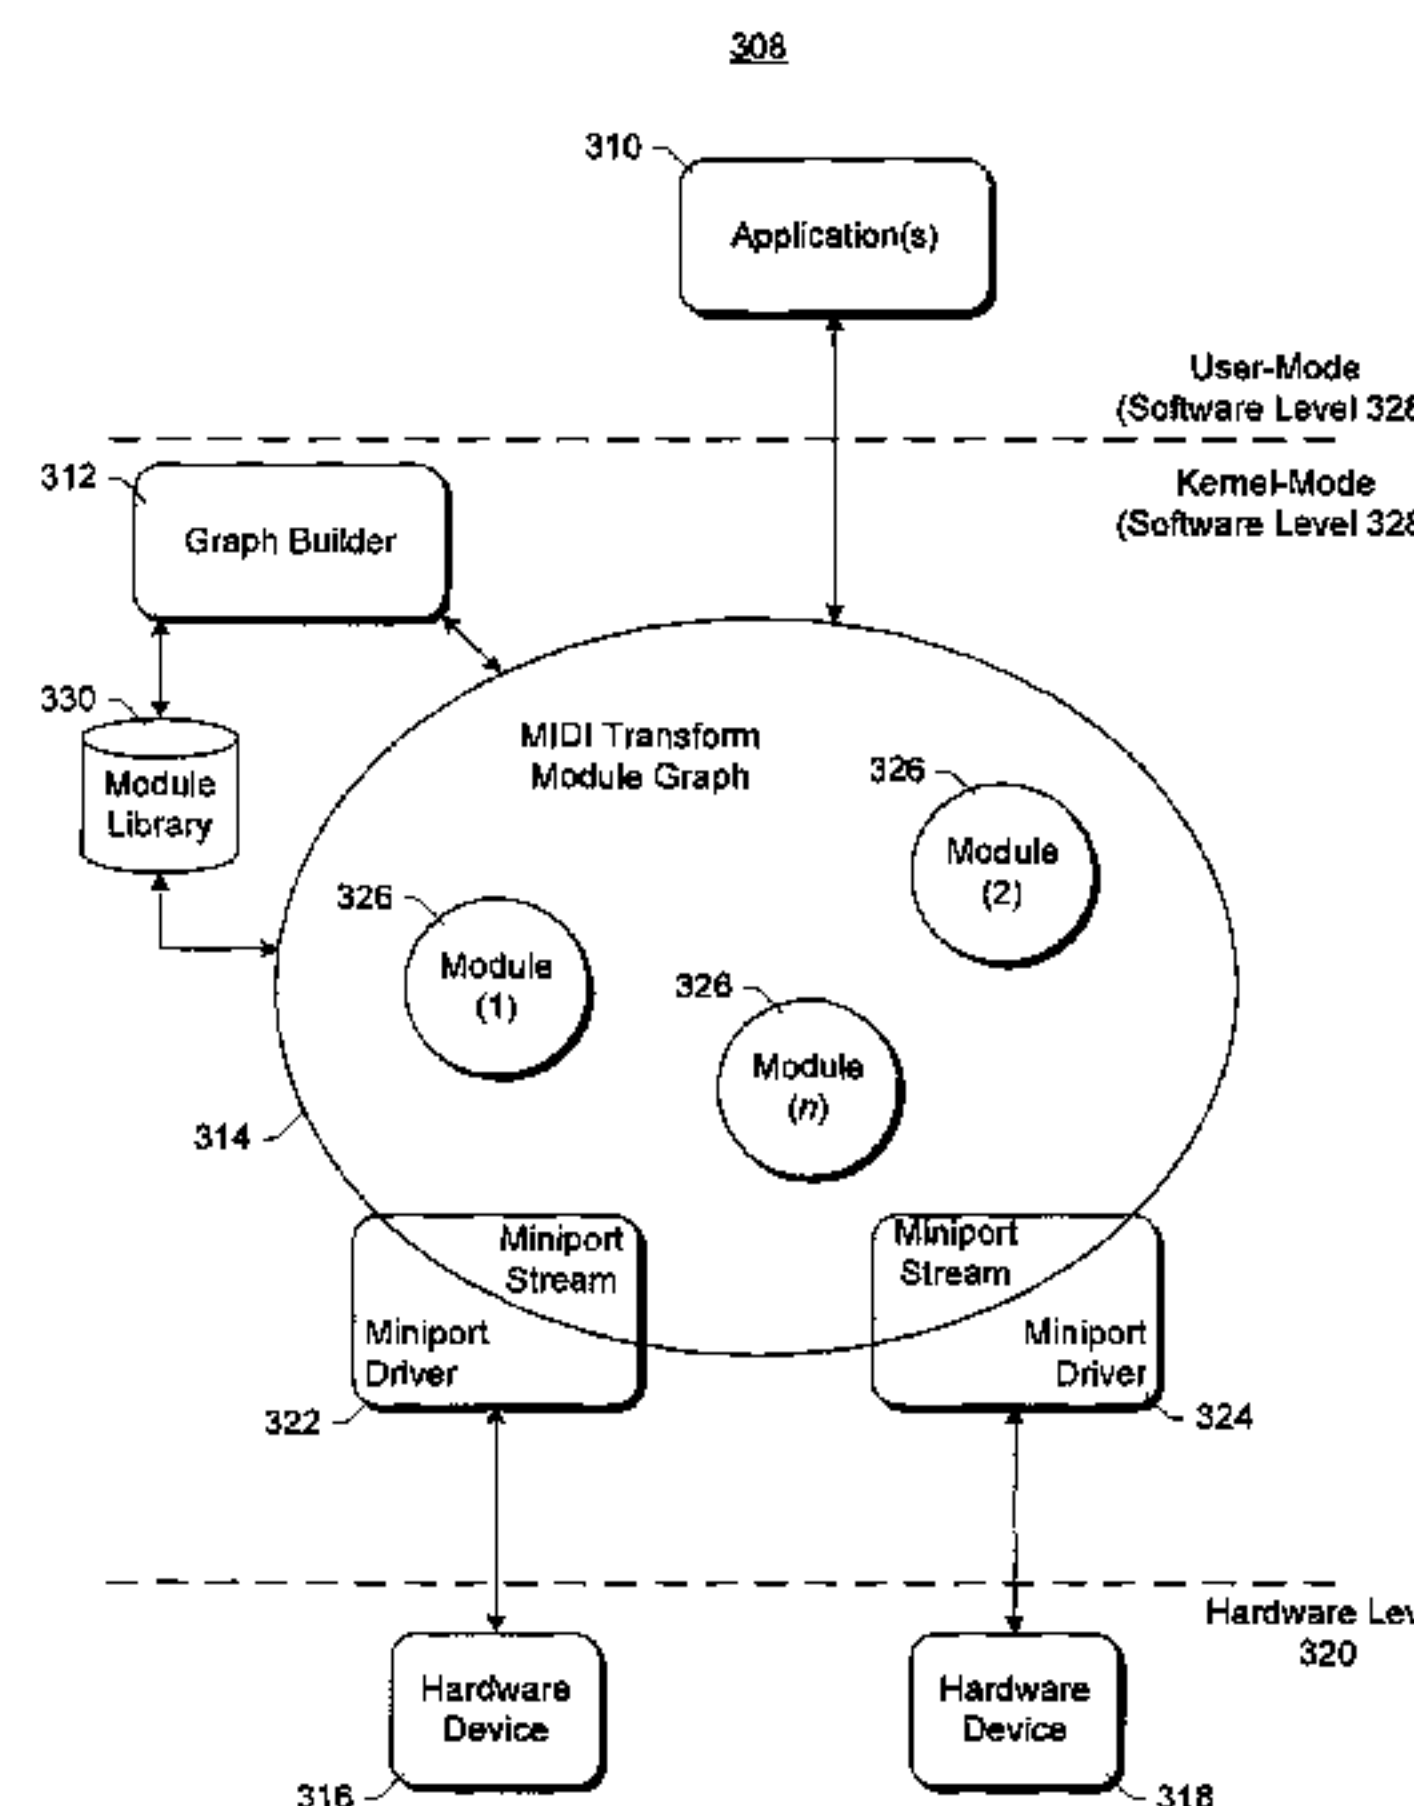 308
310
Application(s)
User-Mode
(Software Level 328
312
Kernel-Mode
(Software Level 328
Graph Builder
330
Module
Library
MIDI Transform
Module Graph
326
Module
(2)
326
Module
(1)
326
Module
(n)
314
Miniport
Stream
Miniport
Driver
322
Miniport
Stream
Miniport
Driver
324
Hardware Lev
320
Hardware
Device
316
Hardware
Device
318